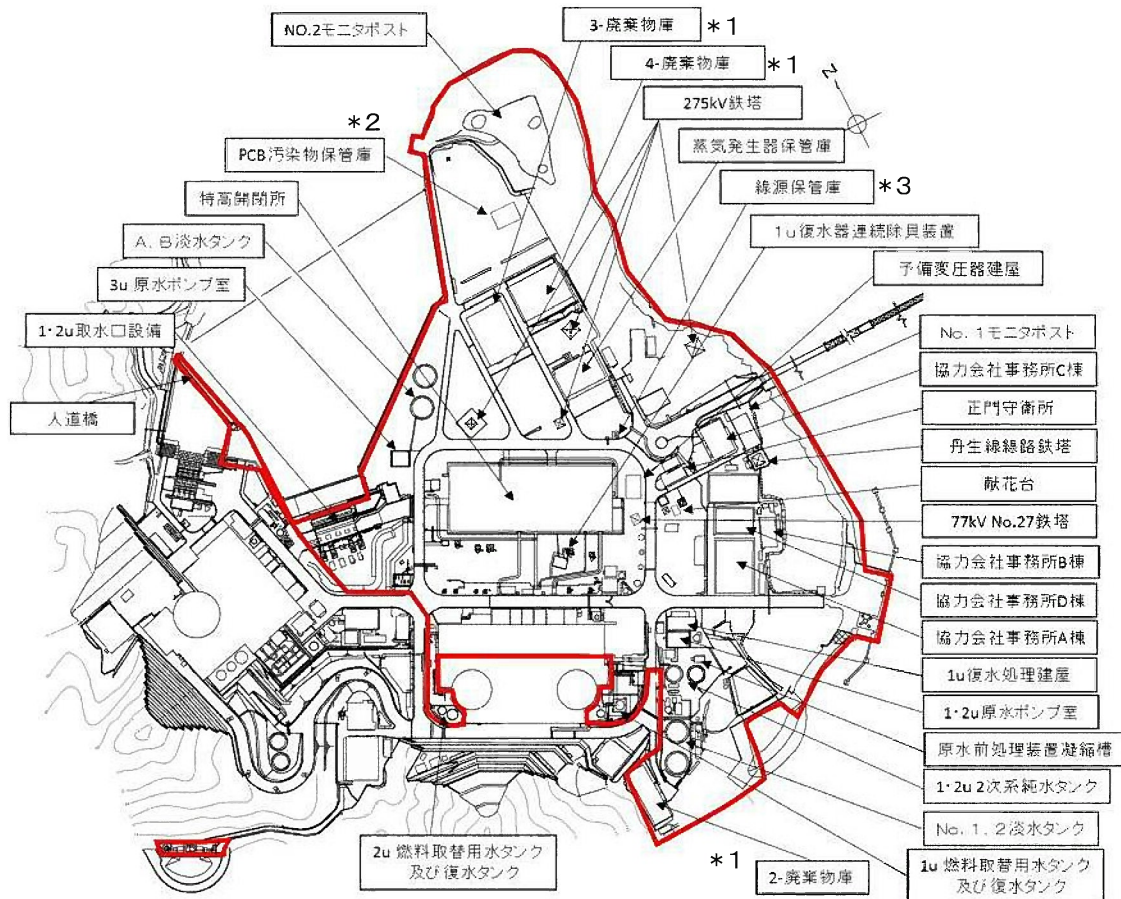 NO.2モニタポスト
3-廃棄物庫 *1
4-廃棄物庫 *1
275kV鉄塔
*2
PCB汚染物保管庫
蒸気発生器保管庫
特高開閉所
線源保管庫 *3
A、B淡水タンク
1u復水器連続除貝装置
3u原水ポンプ室
予備変圧器建屋
1・2u取水口設備
No.1モニタポスト
協力会社事務所C棟
人道橋
正門守衛所
丹生線線路鉄塔
献花台
77kV No.27鉄塔
協力会社事務所B棟
協力会社事務所D棟
協力会社事務所A棟
1u復水処理建屋
1・2u原水ポンプ室
原水前処理装置凝縮槽
1・2u2次系純水タンク
No.1、2淡水タンク
2u燃料取替用水タンク
及び復水タンク
*1
2-廃棄物庫
1u燃料取替用水タンク
及び復水タンク
Z